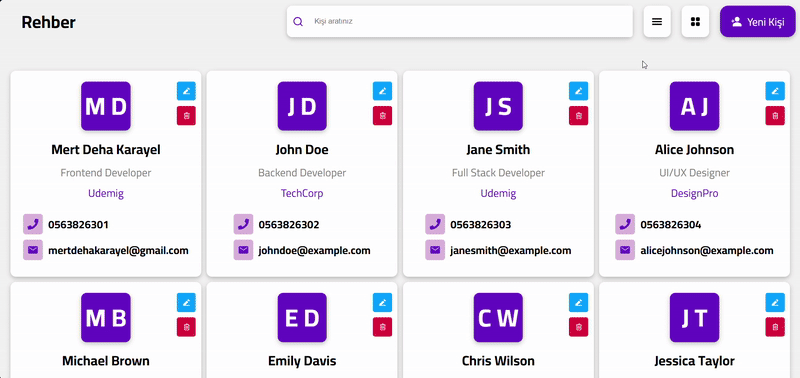 Rehber
Kişi aratınız
Yeni Kişi
M D
Mert Deha Karayel
Frontend Developer
Udemig
0563826301
mertdehakarayel@gmail.com
J D
John Doe
Backend Developer
TechCorp
0563826302
johndoe@example.com
J S
Jane Smith
Full Stack Developer
Udemig
0563826303
janesmith@example.com
A J
Alice Johnson
UI/UX Designer
DesignPro
0563826304
alicejohnson@example.com
M B
Michael Brown
E D
Emily Davis
C W
Chris Wilson
J T
Jessica Taylor